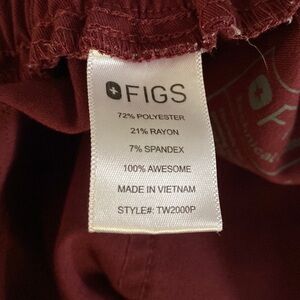 FIGS
72% POLYESTER
21% RAYON
7% SPANDEX
100% AWESOME
MADE IN VIETNAM
STYLE#: TW2000P